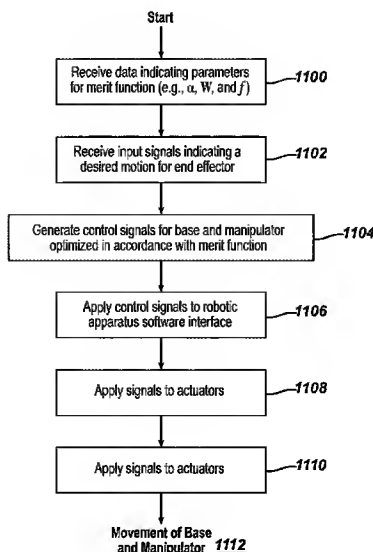 Start
Receive data indicating parameters
for merit function (e.g., α, W, and f)
1100
Receive input signals indicating a
desired motion for end effector
1102
Generate control signals for base and manipulator
optimized in accordance with merit function
1104
Apply control signals to robotic
apparatus software interface
1106
Apply signals to actuators
1108
Apply signals to actuators
1110
Movement of Base
and Manipulator 1112